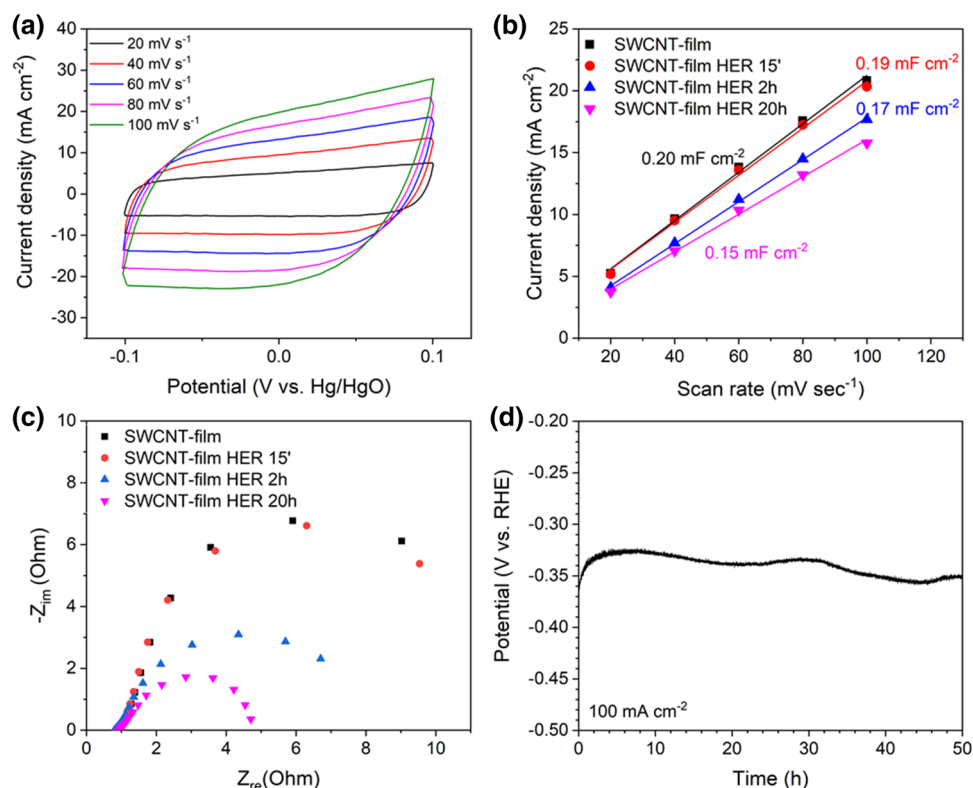 (a)
20 mV s⁻¹
40 mV s⁻¹
60 mV s⁻¹
80 mV s⁻¹
100 mV s⁻¹
40
30
20
10
0
-10
-20
-30
Current density (mA cm⁻²)
-0.1
0.0
0.1
Potential (V vs. Hg/HgO)
(b)
SWCNT-film
SWCNT-film HER 15'
SWCNT-film HER 2h
SWCNT-film HER 20h
0.19 mF cm⁻²
0.17 mF cm⁻²
0.20 mF cm⁻²
0.15 mF cm⁻²
25
20
15
10
5
0
Current density (mA cm⁻²)
20
40
60
80
100
120
Scan rate (mV sec⁻¹)
(c)
SWCNT-film
SWCNT-film HER 15'
SWCNT-film HER 2h
SWCNT-film HER 20h
10
8
6
4
2
0
-Zim(Ohm)
0
2
4
6
8
10
Zre(Ohm)
(d)
-0.20
-0.25
-0.30
-0.35
-0.40
-0.45
-0.50
Potential (V vs. RHE)
100 mA cm⁻²
0
10
20
30
40
50
Time (h)